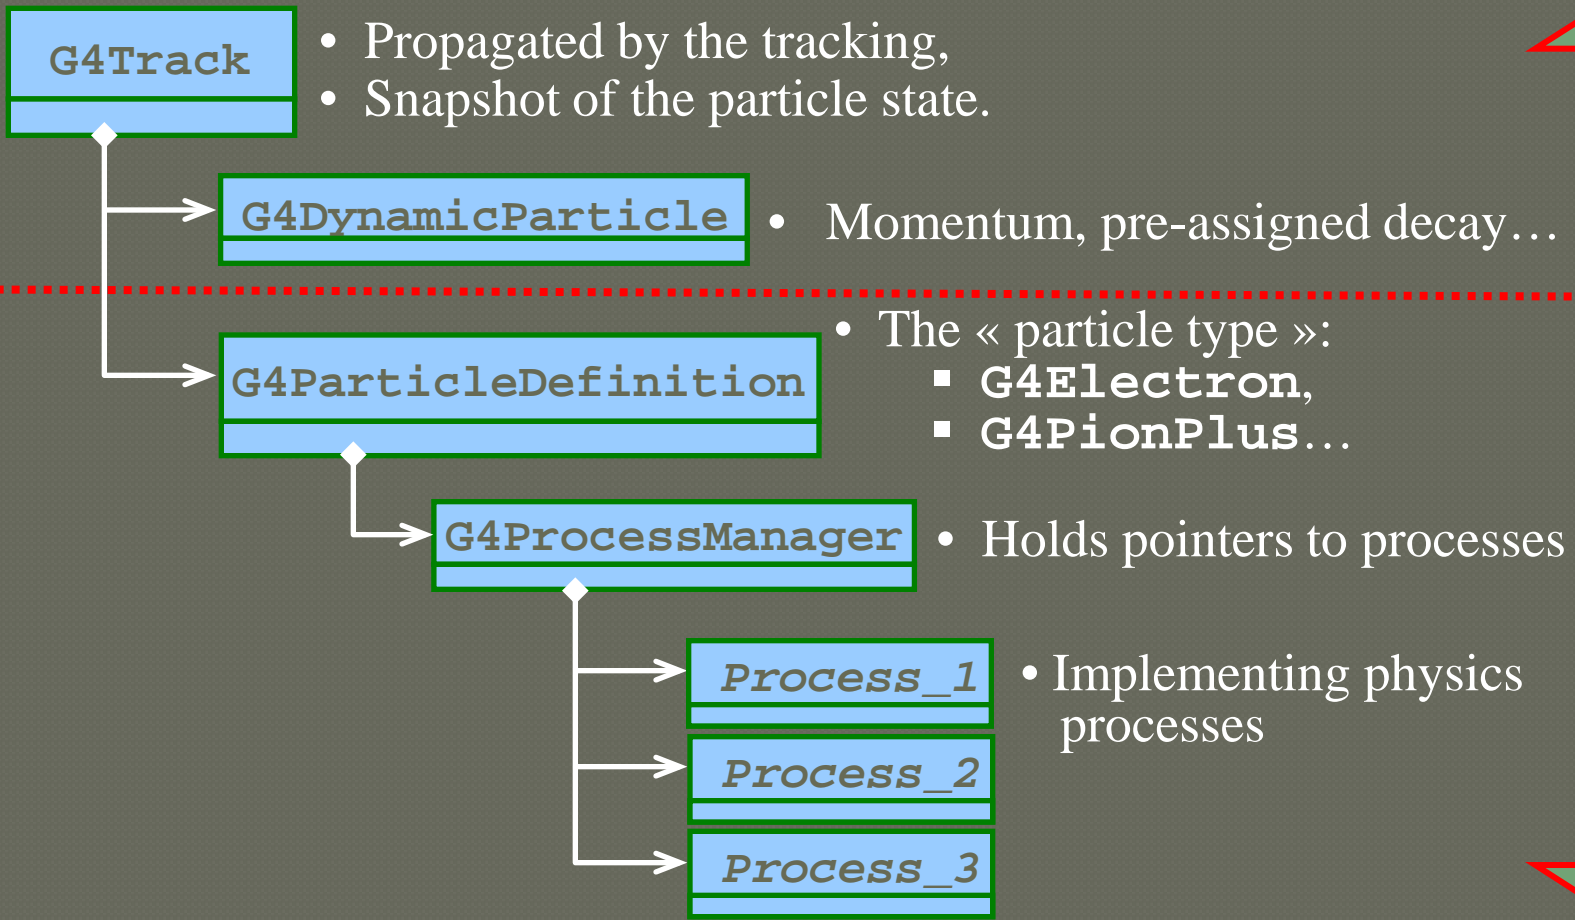 G4Track
• Propagated by the tracking,
• Snapshot of the particle state.
G4DynamicParticle
• Momentum, pre-assigned decay…
G4ParticleDefinition
• The « particle type »:
▪ G4Electron,
▪ G4PionPlus…
G4ProcessManager
• Holds pointers to processes
Process_1
• Implementing physics
processes
Process_2
Process_3